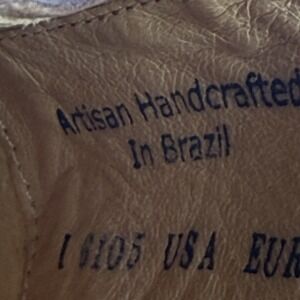 Artisan Handcrafted
In Brazil
I 6105 USA EUR